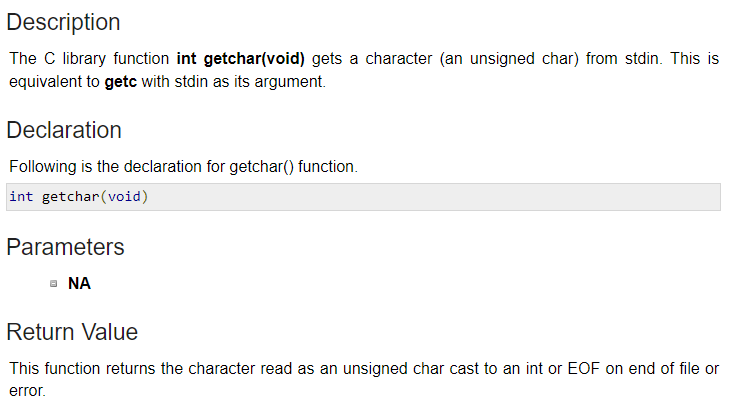 Description
The C library function int getchar(void) gets a character (an unsigned char) from stdin. This is
equivalent to getc with stdin as its argument.
Declaration
Following is the declaration for getchar() function.
int getchar(void)
Parameters
NA
Return Value
This function returns the character read as an unsigned char cast to an int or EOF on end of file or
error.